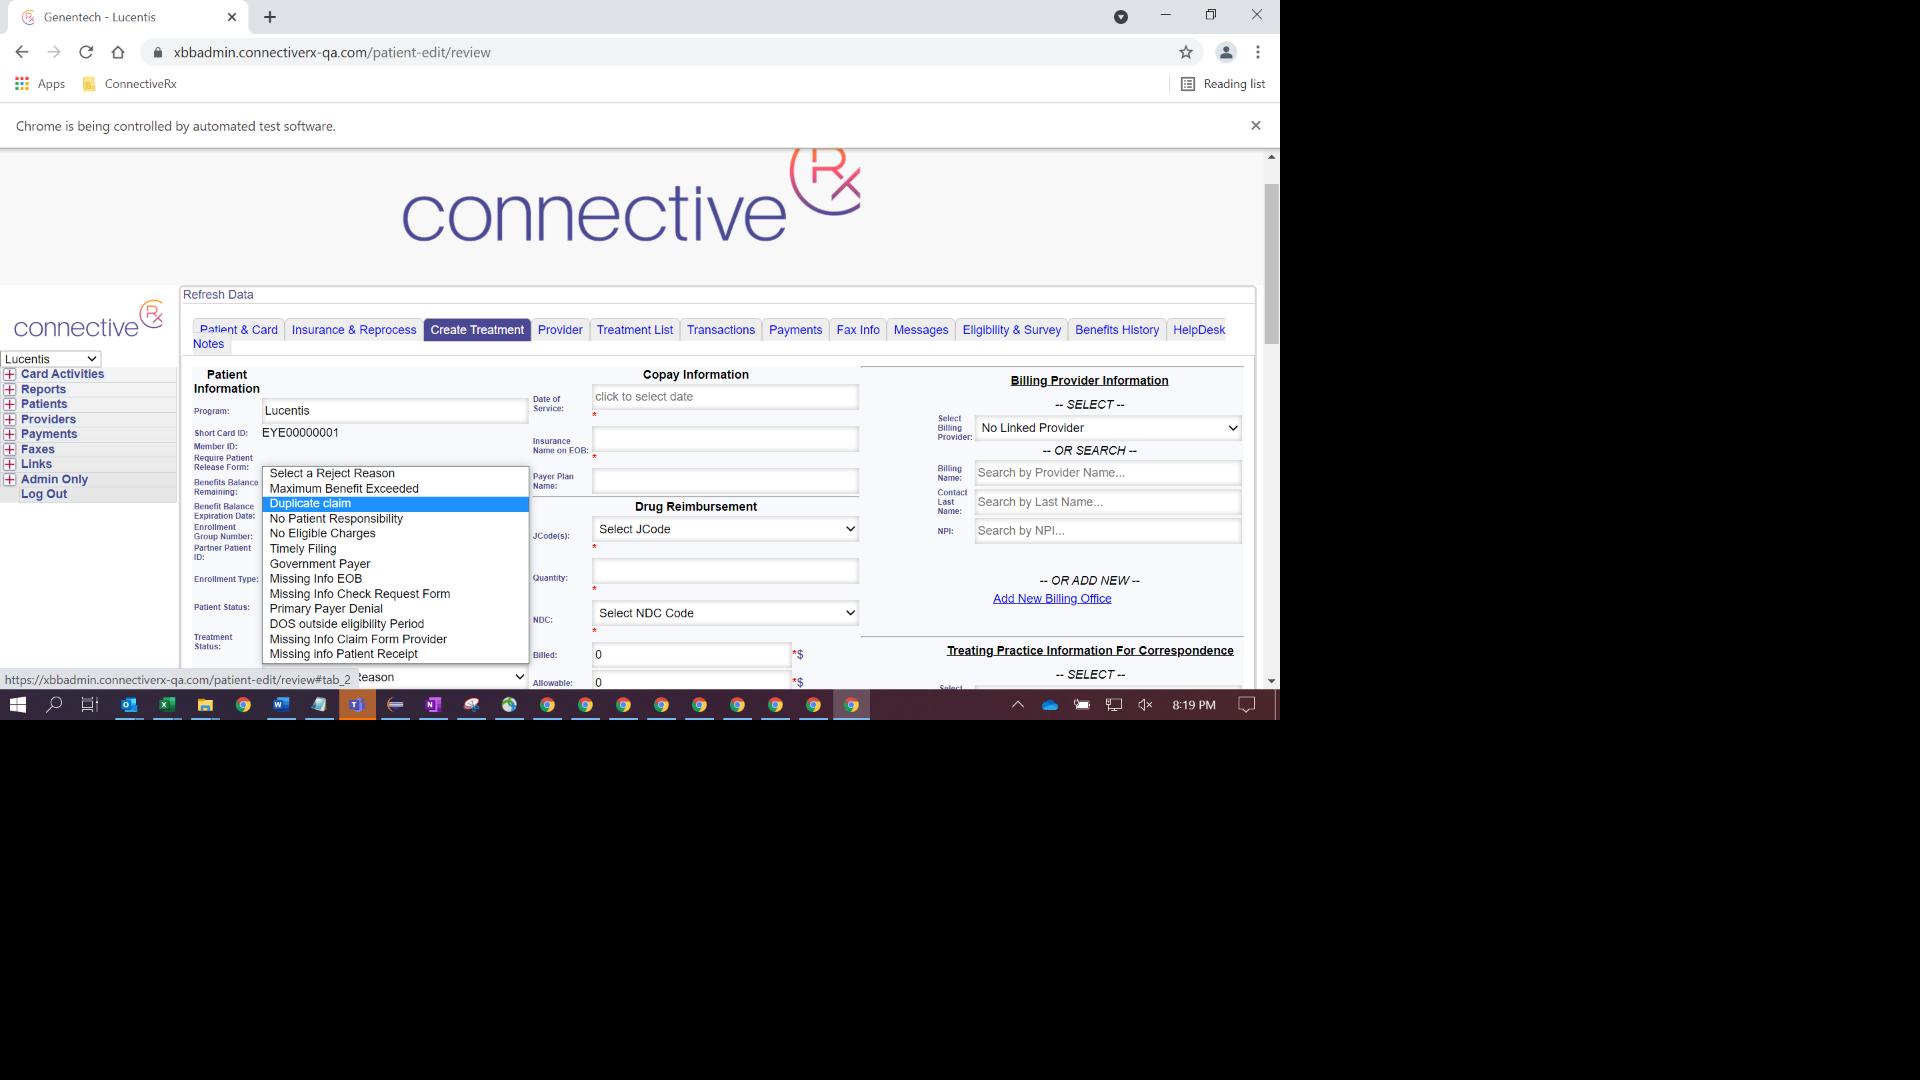 Genentech - Lucentis
xbbadmin.connectiverx-qa.com/patient-edit/review
Apps
ConnectiveRx
Reading list
Chrome is being controlled by automated test software.
connective Rx
connective Rx
Lucentis
Card Activities
Reports
Patients
Providers
Payments
Faxes
Links
Admin Only
Log Out
Refresh Data
Patient & Card
Insurance & Reprocess
Create Treatment
Provider
Treatment List
Transactions
Payments
Fax Info
Messages
Eligibility & Survey
Benefits History
HelpDesk
Notes
Patient
Information
Program:
Lucentis
Short Card ID:
EYE00000001
Member ID:
Require Patient
Release Form:
Benefits Balance
Remaining:
Benefit Balance
Expiration Date:
Enrollment
Group Number:
Partner Patient
ID:
Enrollment Type:
Patient Status:
Treatment
Status:
Select a Reject Reason
Maximum Benefit Exceeded
Duplicate claim
No Patient Responsibility
No Eligible Charges
Timely Filing
Government Payer
Missing Info EOB
Missing Info Check Request Form
Primary Payer Denial
DOS outside eligibility Period
Missing Info Claim Form Provider
Missing info Patient Receipt
Reason
Copay Information
Date of
Service:
click to select date
*
Insurance
Name on EOB:
*
Payer Plan
Name:
Drug Reimbursement
JCode(s):
Select JCode
*
Quantity:
*
NDC:
Select NDC Code
*
Billed:
0
*$
Allowable:
0
*$
Billing Provider Information
-- SELECT --
Select
Billing
Provider:
No Linked Provider
-- OR SEARCH --
Billing
Name:
Search by Provider Name...
Contact
Last
Name:
Search by Last Name...
NPI:
Search by NPI...
-- OR ADD NEW --
Add New Billing Office
Treating Practice Information For Correspondence
-- SELECT --
Select
https://xbbadmin.connectiverx-qa.com/patient-edit/review#tab_2
8:19 PM